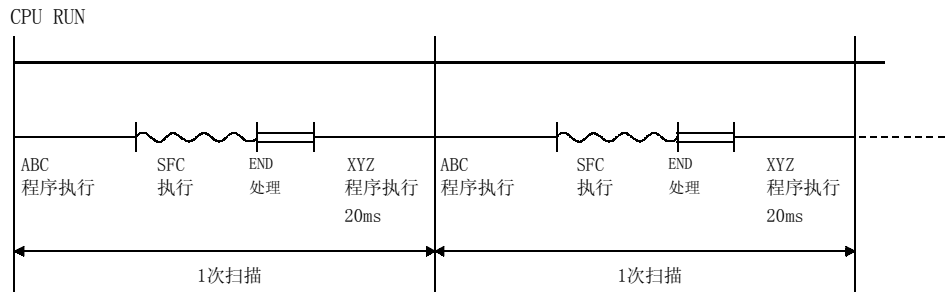 CPU RUN
ABC
程序执行
SFC
执行
END
处理
XYZ
程序执行
20ms
ABC
程序执行
SFC
执行
END
处理
XYZ
程序执行
20ms
1次扫描
1次扫描